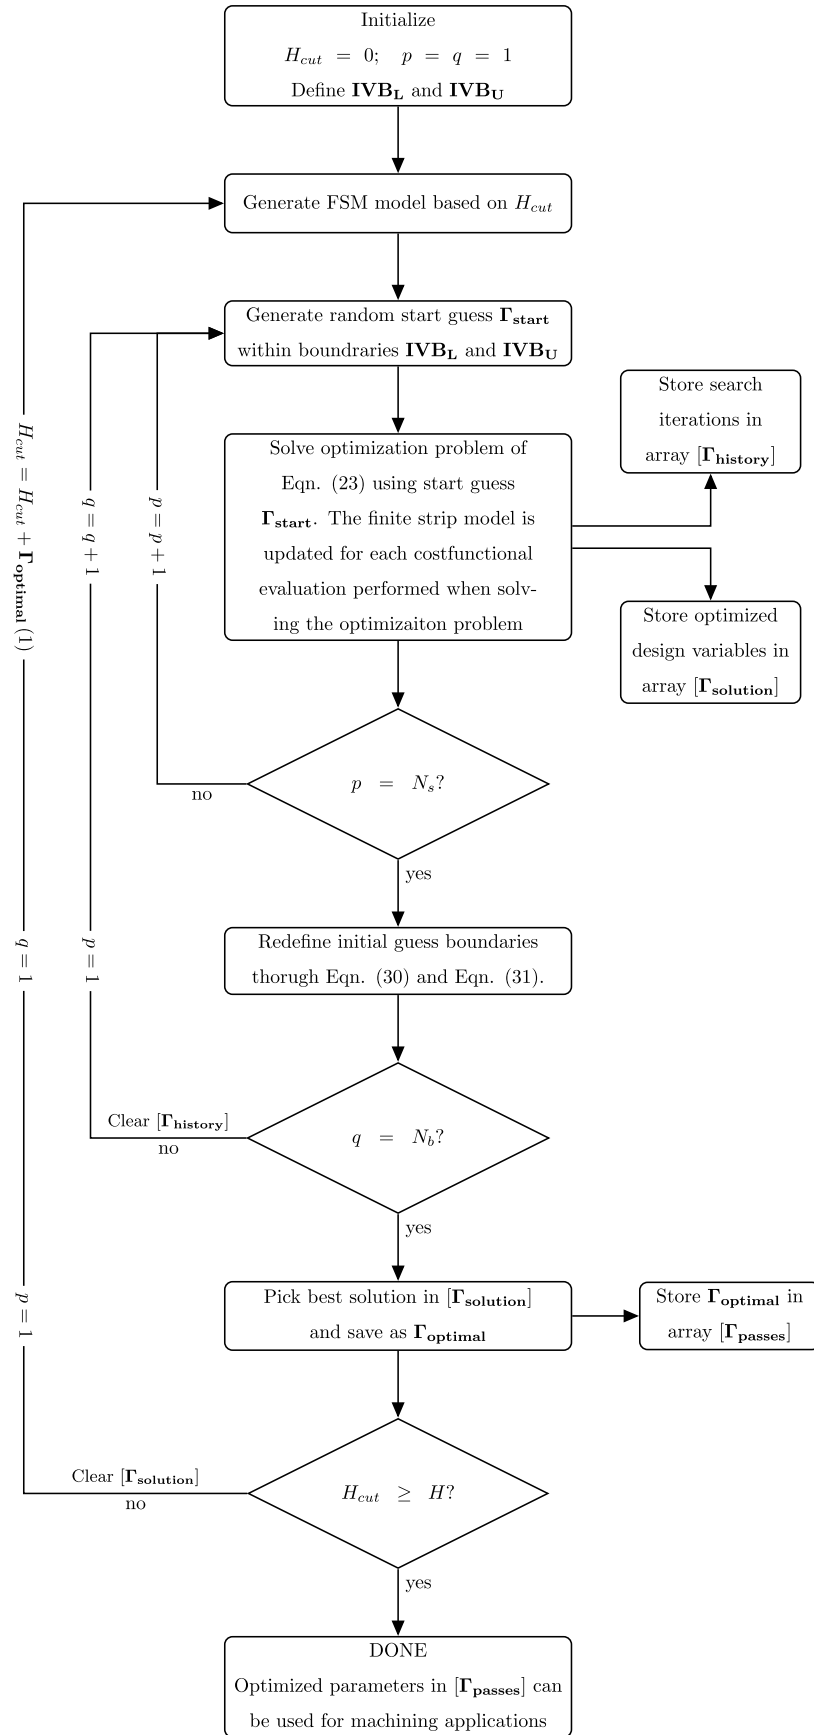 Initialize
H_cut = 0; p = q = 1
Define IVB_L and IVB_U
Generate FSM model based on H_cut
Generate random start guess Γ_start
within boundraries IVB_L and IVB_U
Store search
iterations in
array [Γ_history]
Solve optimization problem of
Eqn. (23) using start guess
Γ_start. The finite strip model is
updated for each costfunctional
evaluation performed when solv-
ing the optimizaiton problem
H_cut = H_cut + Γ_optimal (1)
q = q + 1
p = p + 1
Store optimized
design variables in
array [Γ_solution]
p = N_s?
no
yes
Redefine initial guess boundaries
thorugh Eqn. (30) and Eqn. (31).
q = 1
p = 1
Clear [Γ_history]
no
q = N_b?
yes
Pick best solution in [Γ_solution]
and save as Γ_optimal
Store Γ_optimal in
array [Γ_passes]
p = 1
Clear [Γ_solution]
no
H_cut ≥ H?
yes
DONE
Optimized parameters in [Γ_passes] can
be used for machining applications